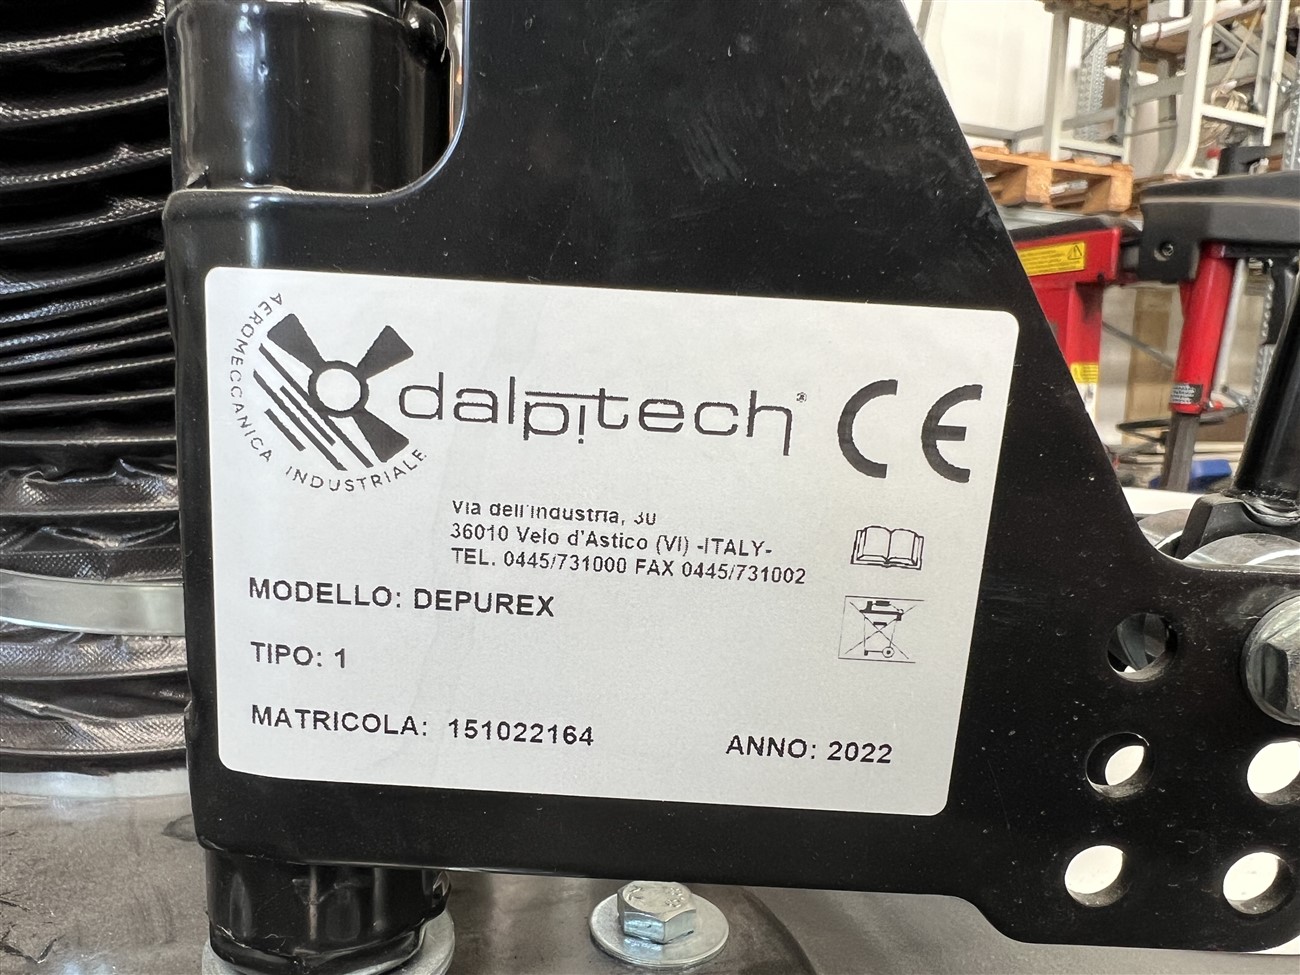 AEROMECCANICA INDUSTRIALE
dalpitech®
CE
Via dell'Industria, 30
36010 Velo d'Astico (VI) -ITALY-
TEL. 0445/731000 FAX 0445/731002
MODELLO: DEPUREX
TIPO: 1
MATRICOLA: 151022164
ANNO: 2022